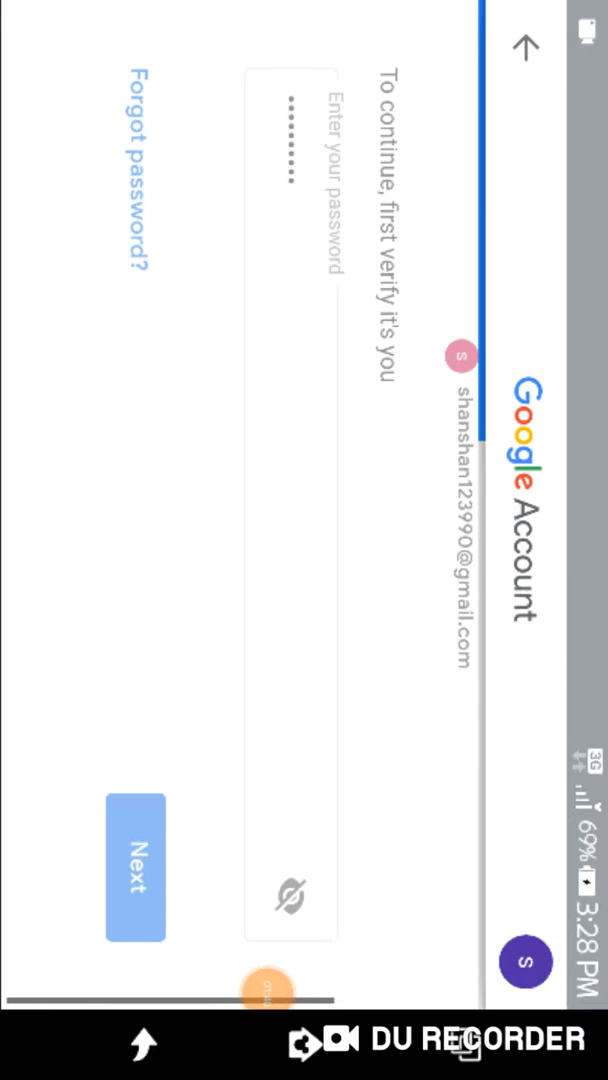 3G 69% 3:28 PM
Google Account
S
s shanshan123990@gmail.com
To continue, first verify it's you
Enter your password
Forgot password?
Next
DU RECORDER